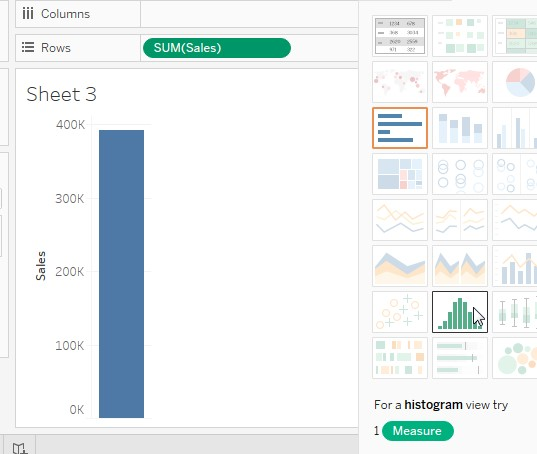 Columns
Rows
SUM(Sales)
Sheet 3
400K
300K
200K
100K
0K
Sales
For a histogram view try
1 Measure